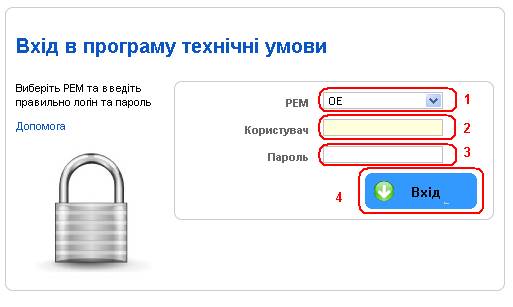 Вхід в програму технічні умови
Виберіть РЕМ та введіть
правильно логін та пароль
Допомога
РЕМ ОЕ 1
Користувач 2
Пароль 3
4 Вхід